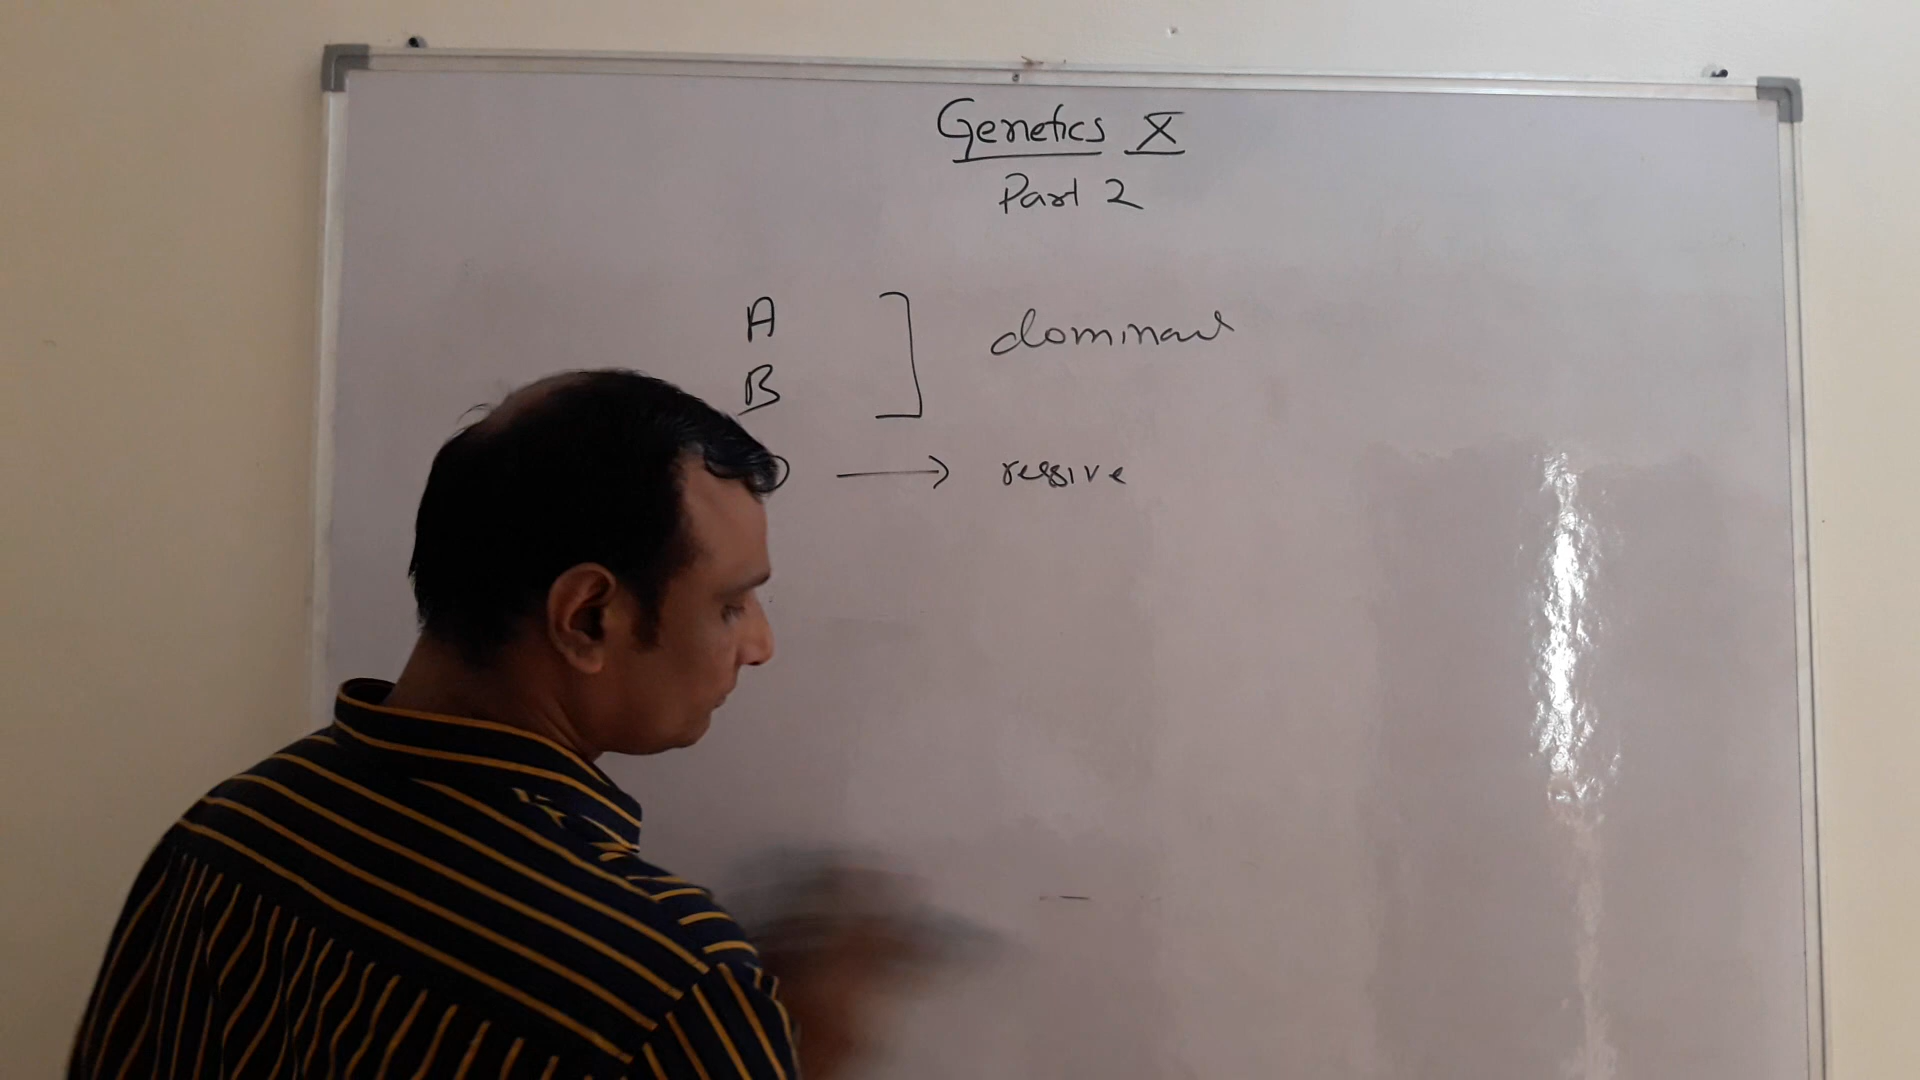 Genetics X
Part 2
A
B ] dominant
O → ressive